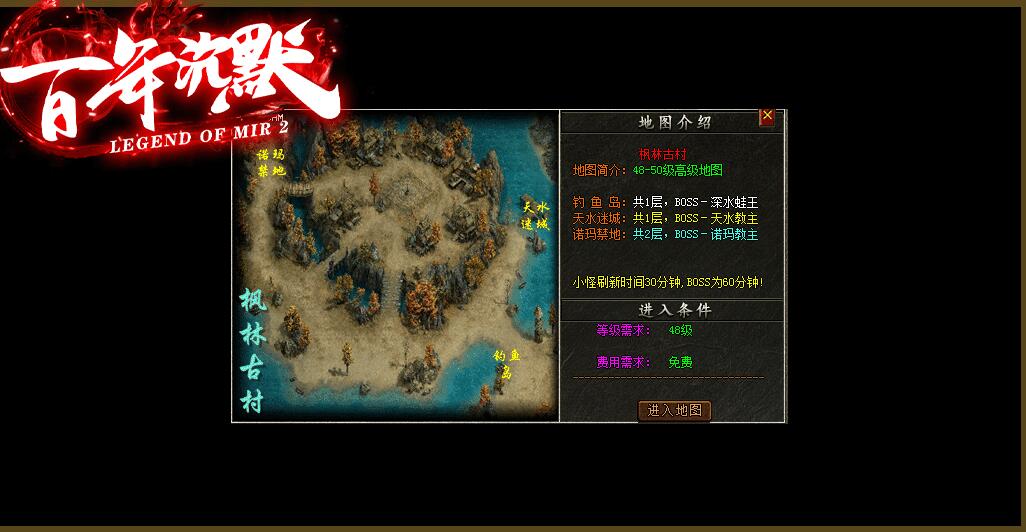 百年沉默
LEGEND OF MIR 2
诺玛
禁地
天水
迷城
枫林古村
钓鱼
岛
地图介绍
枫林古村
地图简介：48-50级高级地图
钓 鱼 岛：共1层，BOSS-深水蛙王
天水迷城：共1层，BOSS-天水教主
诺玛禁地：共2层，BOSS-诺玛教主
小怪刷新时间30分钟,BOSS为60分钟!
进入条件
等级需求： 48级
费用需求： 免费
进入地图